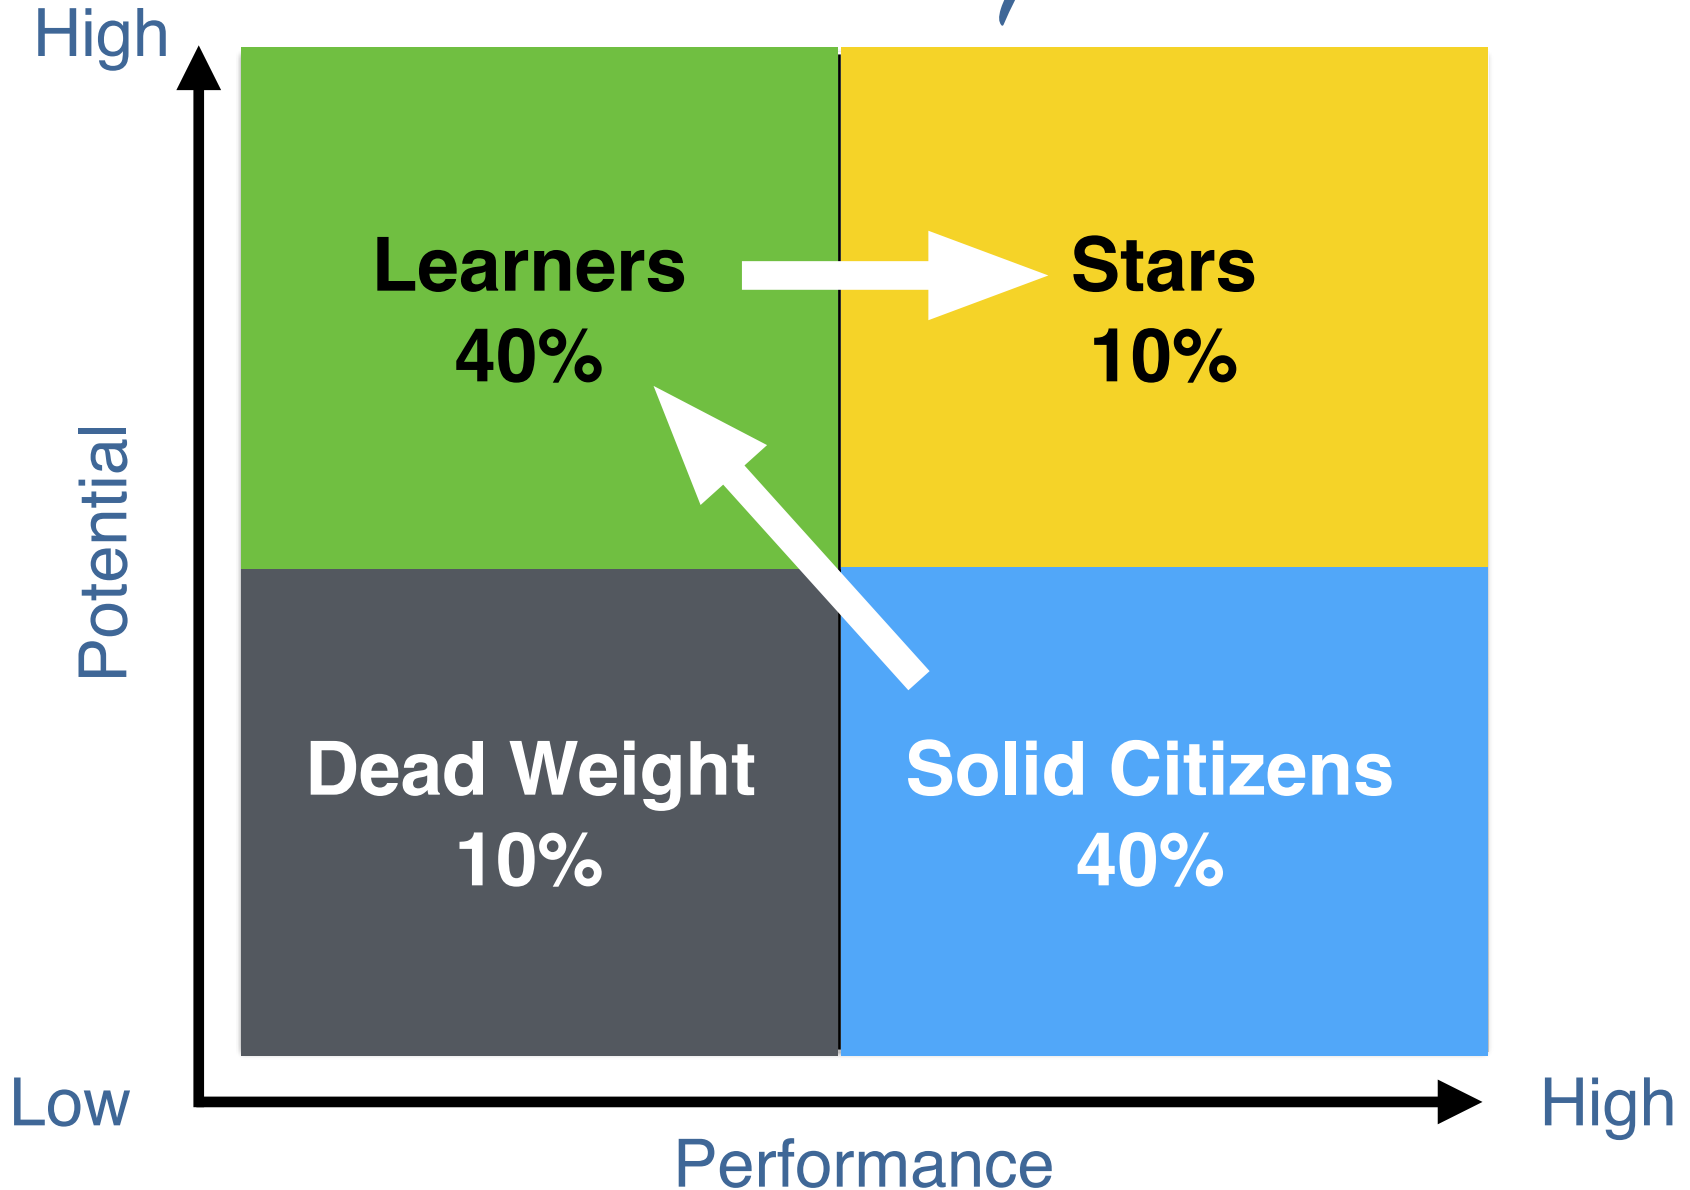 High
Learners
40%
Stars
10%
Potential
Dead Weight
10%
Solid Citizens
40%
Low
High
Performance